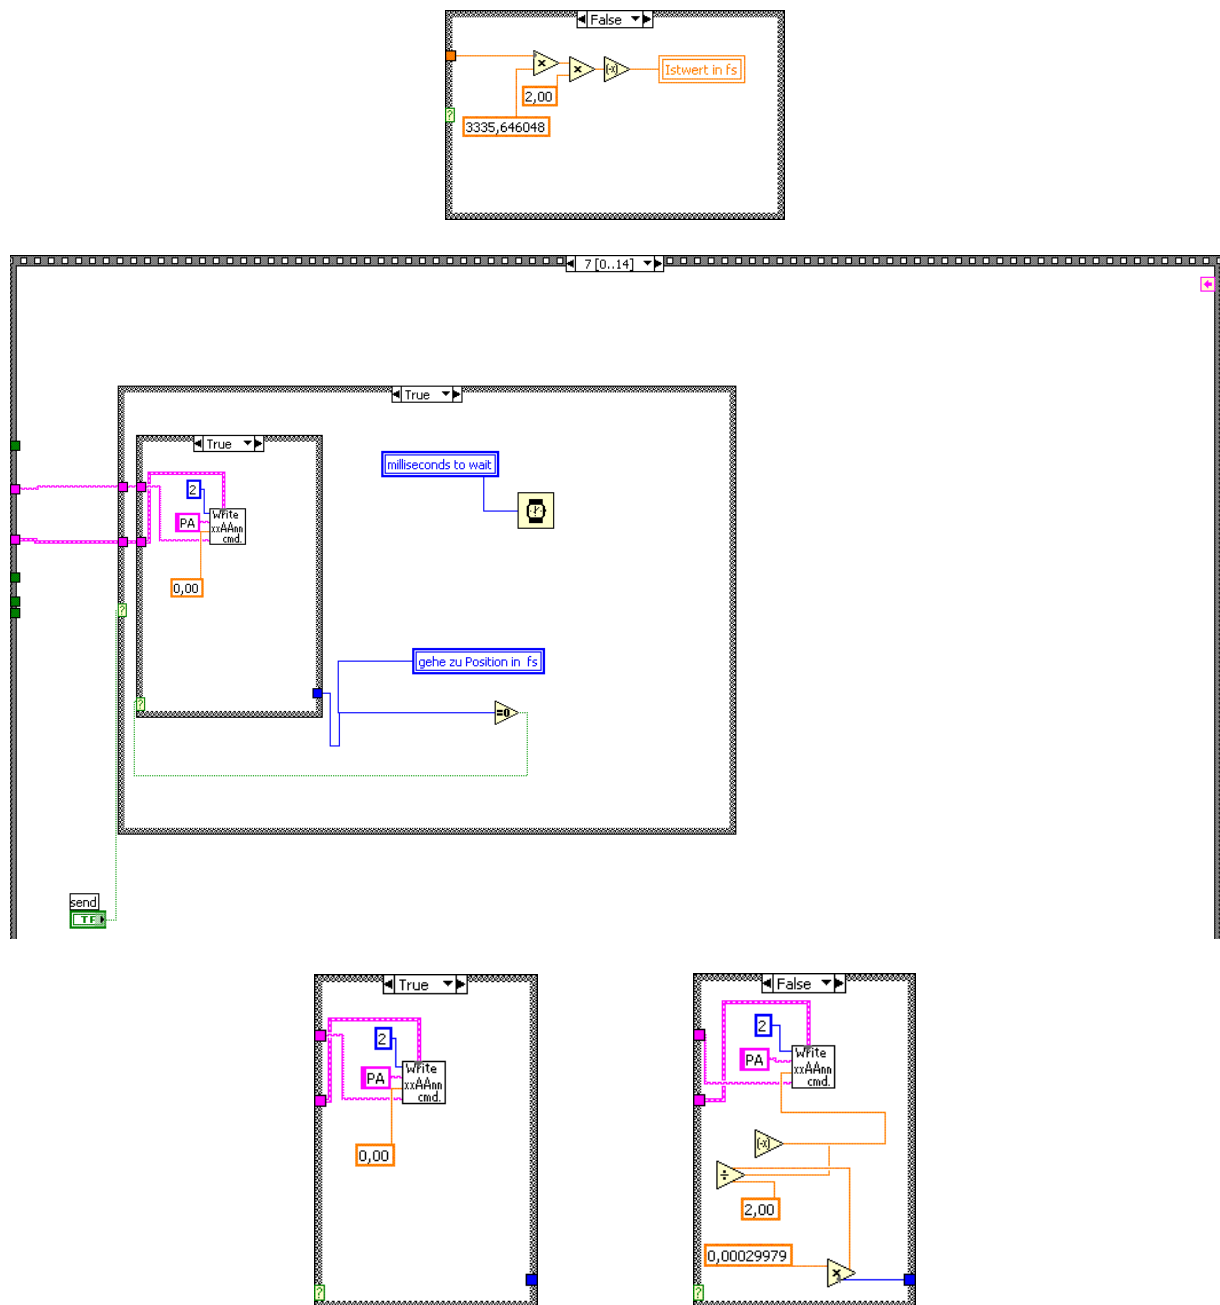 False
2,00
Istwert in fs
?
3335,646048
7 [0..14]
True
True
milliseconds to wait
2
Write
PA
xxAAnn
cmd.
0,00
?
gehe zu Position in fs
?
=0
send
TF
True
2
Write
PA
xxAAnn
cmd.
0,00
?
False
2
Write
PA
xxAAnn
cmd.
(-x)
÷
2,00
0,00029979
x
?